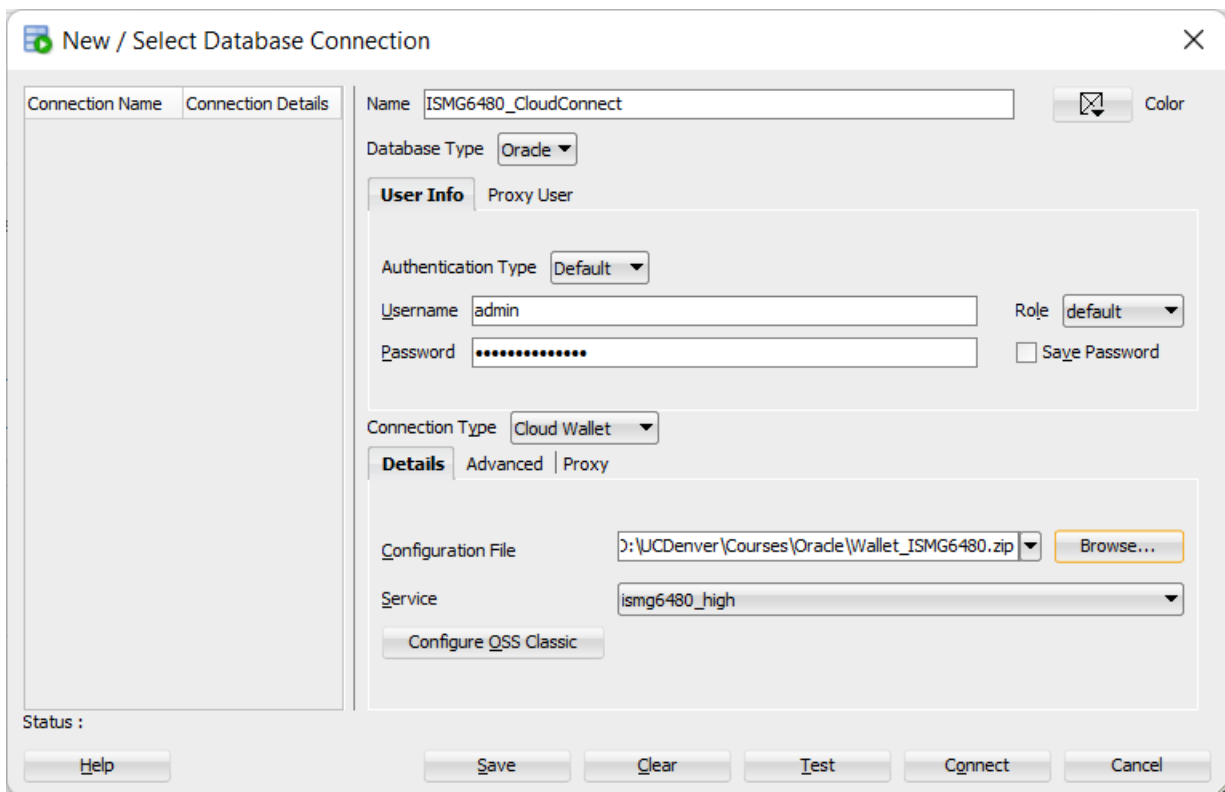 New / Select Database Connection
Connection Name Connection Details
Name ISMG6480_CloudConnect Color
Database Type Oracle
User Info Proxy User
Authentication Type Default
Username admin Role default
Password •••••••••••••• Save Password
Connection Type Cloud Wallet
Details Advanced Proxy
Configuration File D:\UCDenver\Courses\Oracle\Wallet_ISMG6480.zip Browse...
Service ismg6480_high
Configure OSS Classic
Status :
Help Save Clear Test Connect Cancel